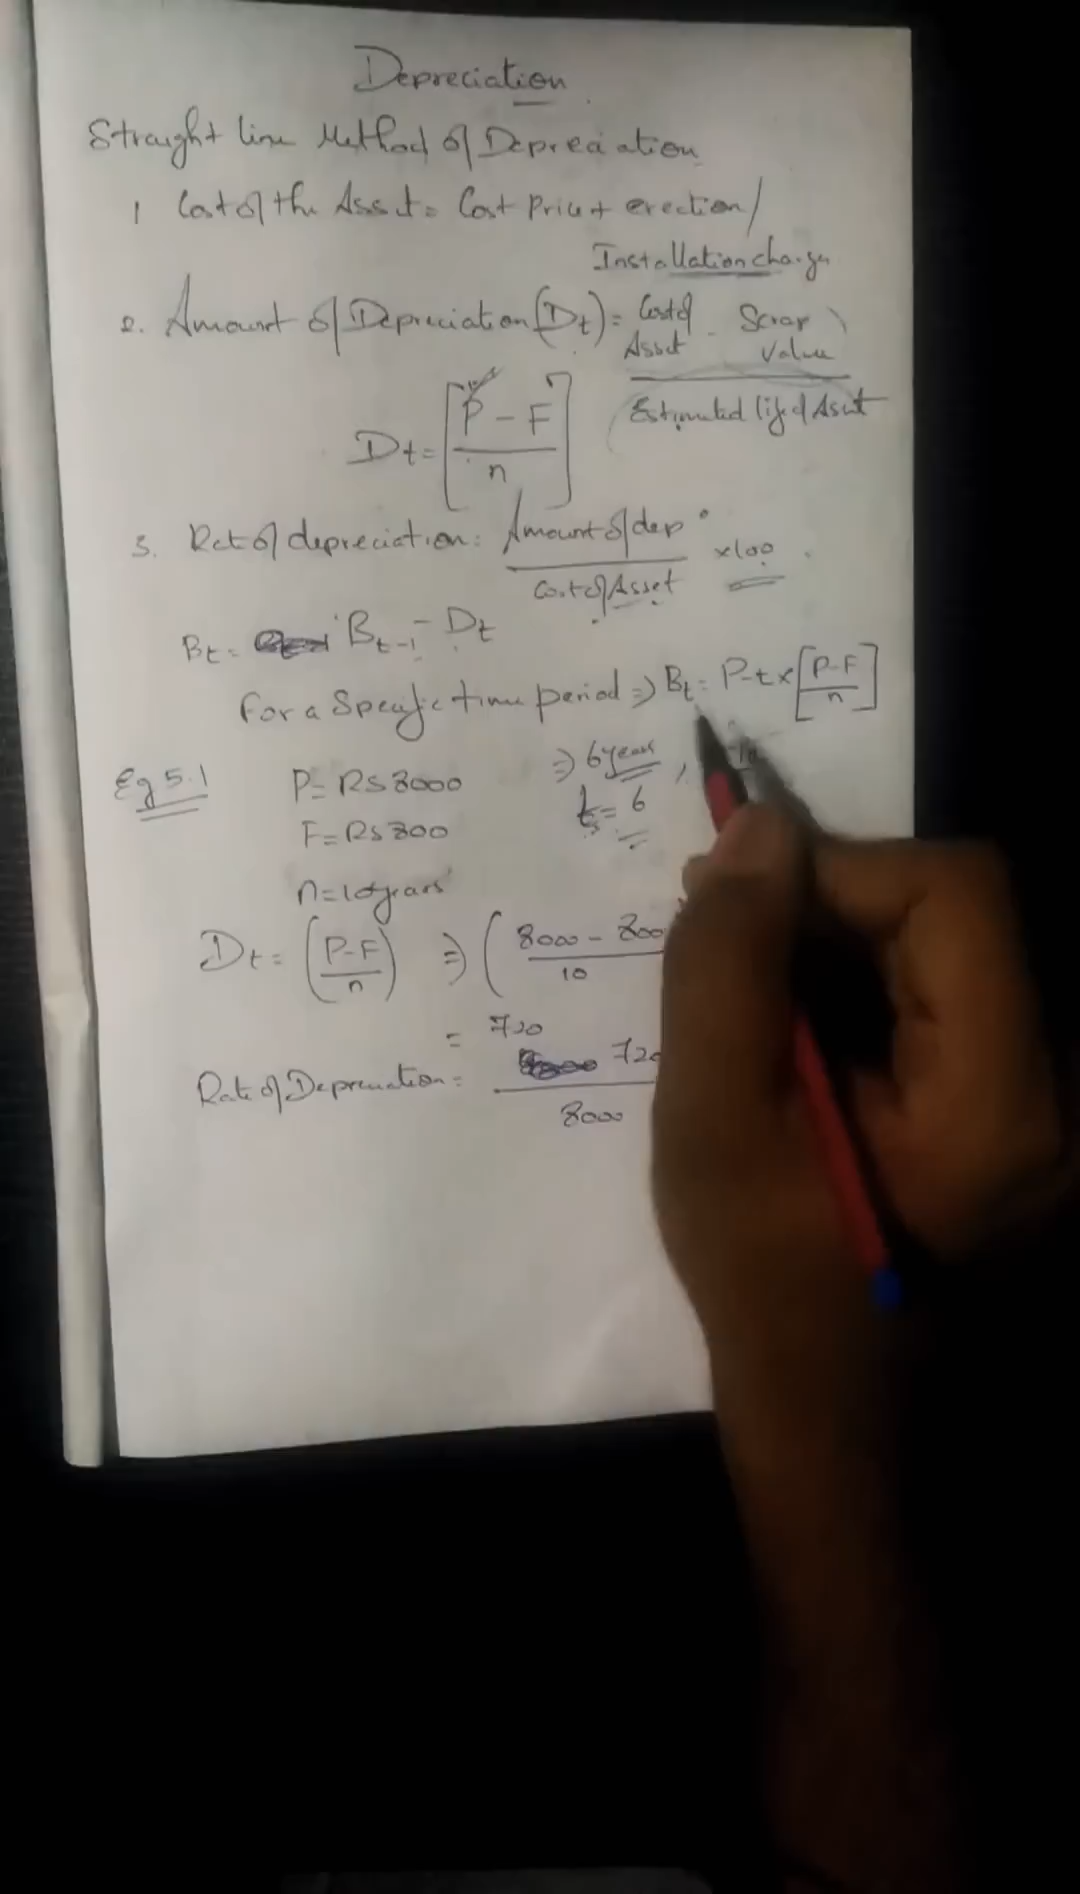 Depreciation
Straight line Method of Depreciation
1 Cost of the Asset = Cost Price + erection/
Installation charges
2. Amount of Depreciation (Dt) = Cost of Asset - Scrap Value
Estimated life of Asset
Dt = [P - F / n]
3. Rate of depreciation: Amount of dep / Cost of Asset ×100
Bt = Bt-1 - Dt
For a Specific time period => Bt = P-t×[P-F / n]
Eg 5.1 P= RS 8000 => 6 years,
F= RS 800 t = 6
n=10 years
Dt = (P-F / n) => (8000 - 800 / 10
= 720
Rate of Depreciation = 720 / 8000